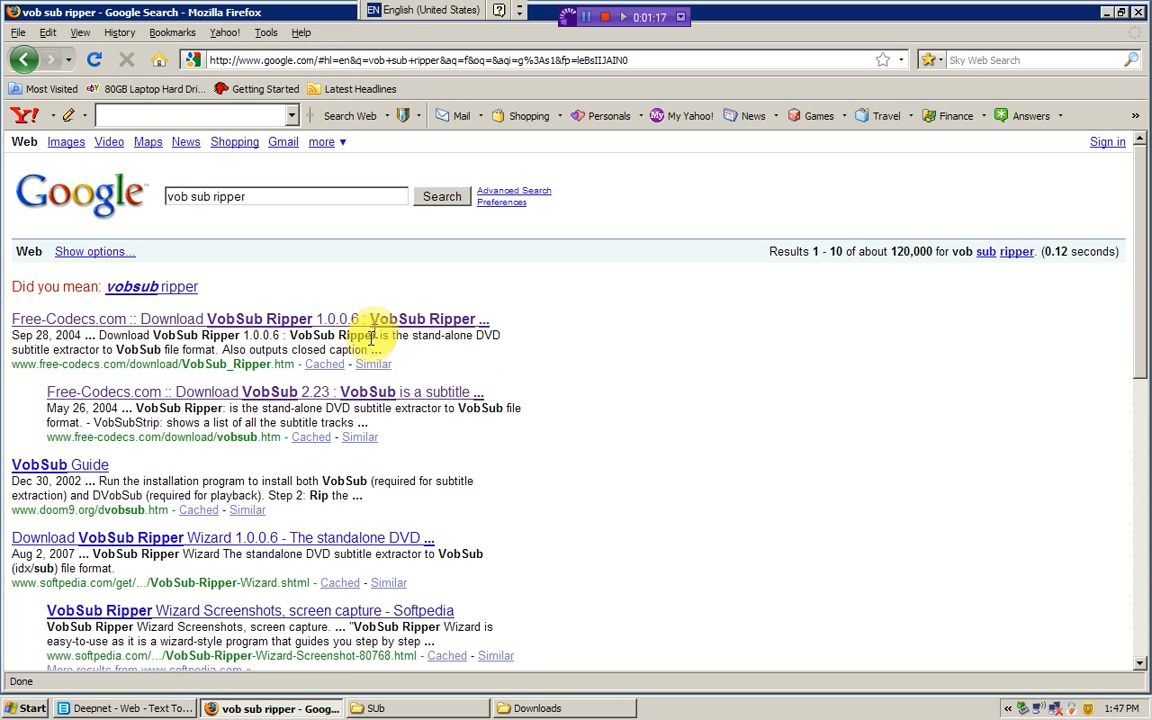 vob sub ripper - Google Search - Mozilla Firefox
EN English (United States)
0:01:17
File Edit View History Bookmarks Yahoo! Tools Help
http://www.google.com/#hl=en&q=vob+sub+ripper&aq=f&oq=&aqi=g%3As1&fp=leBsIIJAIN0
Sky Web Search
Most Visited 80GB Laptop Hard Dri... Getting Started Latest Headlines
Y! Search Web Mail Shopping Personals My Yahoo! News Games Travel Finance Answers »
Web Images Video Maps News Shopping Gmail more ▼ Sign in
Google vob sub ripper Search Advanced Search
Preferences
Web Show options... Results 1 - 10 of about 120,000 for vob sub ripper. (0.12 seconds)
Did you mean: vobsub ripper
Free-Codecs.com :: Download VobSub Ripper 1.0.0.6 : VobSub Ripper ...
Sep 28, 2004 ... Download VobSub Ripper 1.0.0.6 : VobSub Ripper is the stand-alone DVD
subtitle extractor to VobSub file format. Also outputs closed caption ...
www.free-codecs.com/download/VobSub_Ripper.htm - Cached - Similar
Free-Codecs.com :: Download VobSub 2.23 : VobSub is a subtitle ...
May 26, 2004 ... VobSub Ripper: is the stand-alone DVD subtitle extractor to VobSub file
format. - VobSubStrip: shows a list of all the subtitle tracks ...
www.free-codecs.com/download/vobsub.htm - Cached - Similar
VobSub Guide
Dec 30, 2002 ... Run the installation program to install both VobSub (required for subtitle
extraction) and DVobSub (required for playback). Step 2: Rip the ...
www.doom9.org/dvobsub.htm - Cached - Similar
Download VobSub Ripper Wizard 1.0.0.6 - The standalone DVD ...
Aug 2, 2007 ... VobSub Ripper Wizard The standalone DVD subtitle extractor to VobSub
(idx/sub) file format.
www.softpedia.com/get/.../VobSub-Ripper-Wizard.shtml - Cached - Similar
VobSub Ripper Wizard Screenshots, screen capture - Softpedia
VobSub Ripper Wizard Screenshots, screen capture. ... "VobSub Ripper Wizard is
easy-to-use as it is a wizard-style program that guides you step by step ...
www.softpedia.com/.../VobSub-Ripper-Wizard-Screenshot-80768.html - Cached - Similar
More results from www.softpedia.com »
Done
Start Deepnet - Web - Text To... vob sub ripper - Goog... SUb Downloads « 1:47 PM